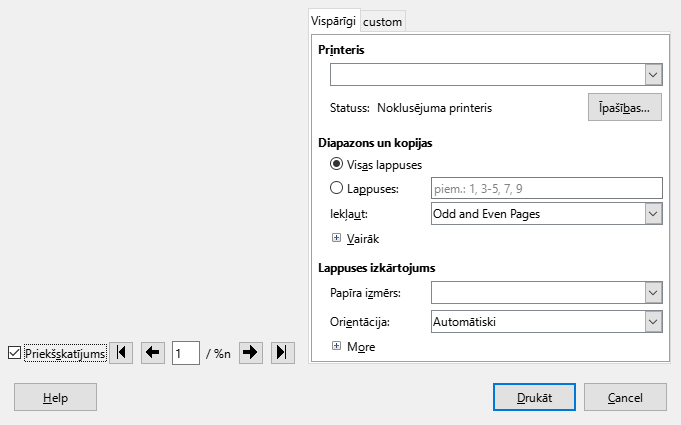 Vispārīgi custom
Printeris
Statuss: Noklusējuma printeris Īpašības...
Diapazons un kopijas
Visas lappuses
Lappuses: piem.: 1, 3-5, 7, 9
Iekļaut: Odd and Even Pages
Vairāk
Lappuses izkārtojums
Papīra izmērs:
Orientācija: Automātiski
More
Priekšskatījums 1 / %n
Help Drukāt Cancel